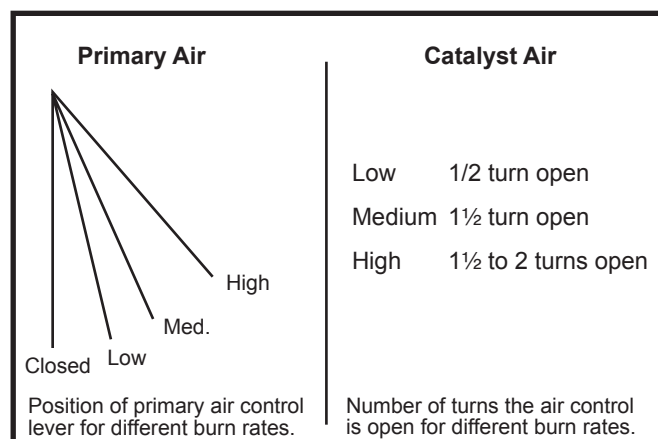 Primary Air
High
Med.
Low
Closed
Position of primary air control
lever for different burn rates.
Catalyst Air
Low 1/2 turn open
Medium 1½ turn open
High 1½ to 2 turns open
Number of turns the air control
is open for different burn rates.